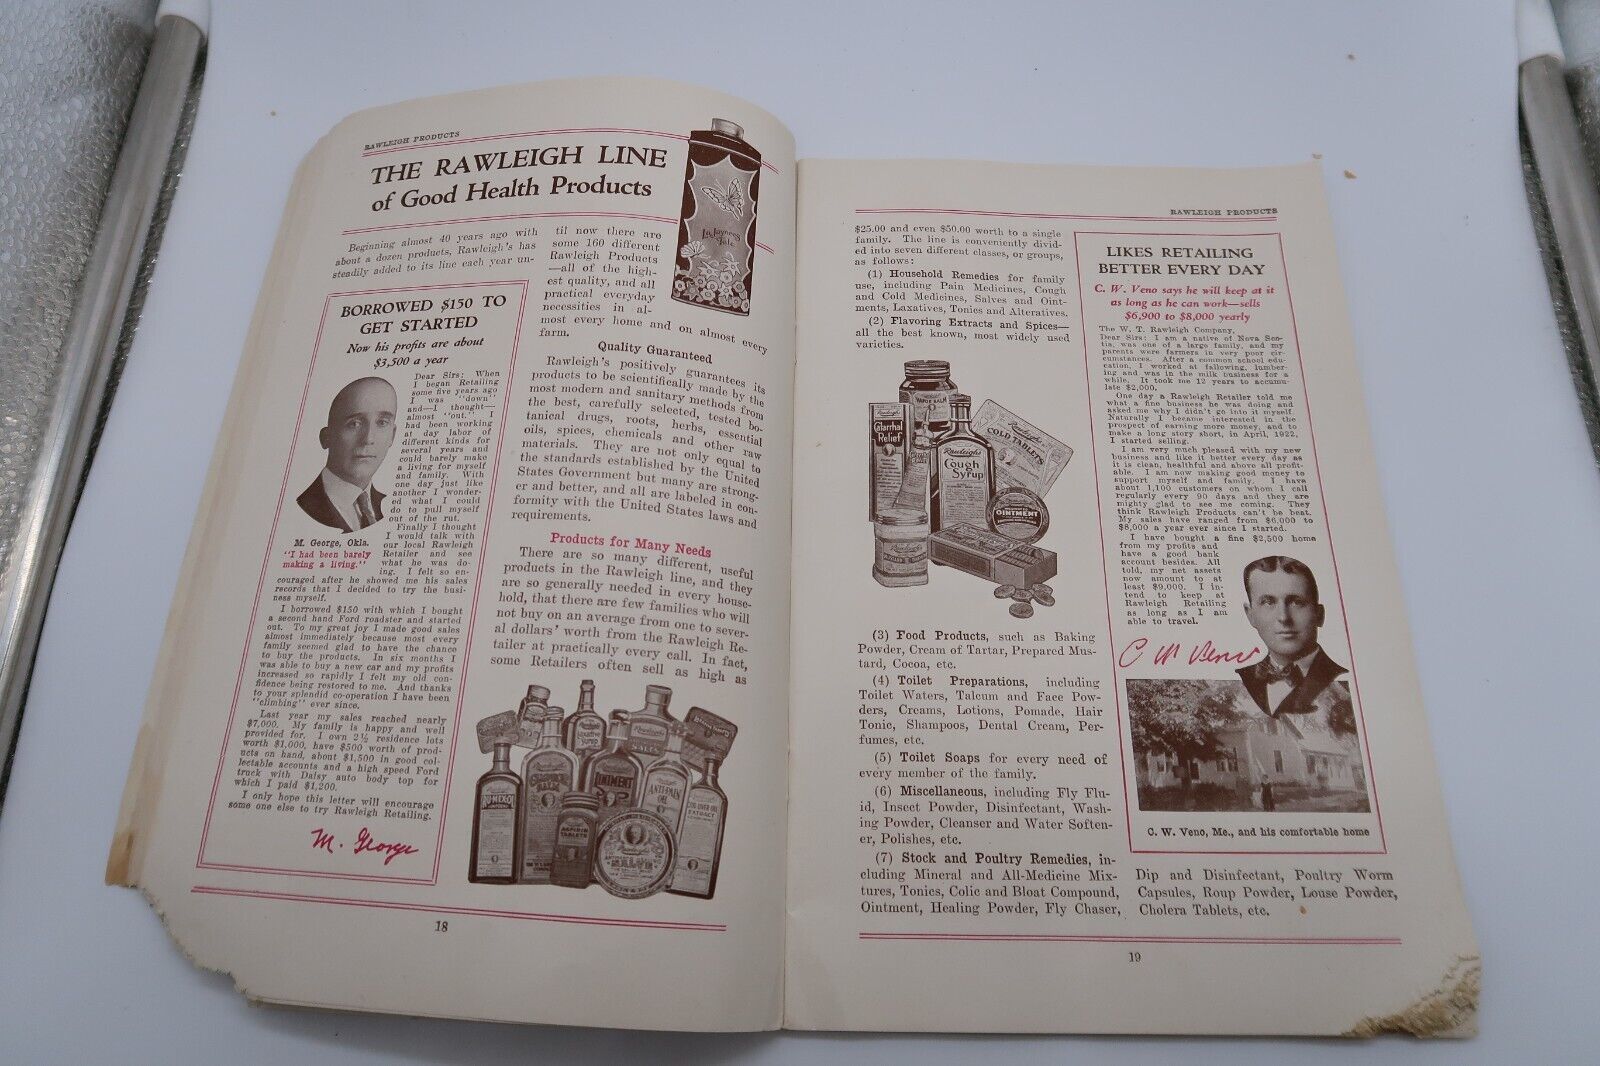 RAWLEIGH PRODUCTS
THE RAWLEIGH LINE
of Good Health Products
Beginning almost 40 years ago with
about a dozen products, Rawleigh's has
steadily added to its line each year un-
til now there are
some 160 different
Rawleigh Products
—all of the high-
est quality, and all
practical everyday
necessities in al-
most every home and on almost every
farm.
Quality Guaranteed
Rawleigh's positively guarantees its
products to be scientifically made by the
most modern and sanitary methods from
the best, carefully selected, tested bo-
tanical drugs, roots, herbs, essential
oils, spices, chemicals and other raw
materials. They are not only equal to
the standards established by the United
States Government but many are strong-
er and better, and all are labeled in con-
formity with the United States laws and
requirements.
Products for Many Needs
There are so many different, useful
products in the Rawleigh line, and they
are so generally needed in every house-
hold, that there are few families who will
not buy on an average from one to sever-
al dollars' worth from the Rawleigh Re-
tailer at practically every call. In fact,
some Retailers often sell as high as
BORROWED $150 TO
GET STARTED
Now his profits are about
$3,500 a year
Dear Sirs: When
I began Retailing
some five years ago
I was "down"
and—I thought—
almost "out." I
had been working
at day labor of
different kinds for
several years and
could barely make
a living for myself
and family. With
one day just like
another I wonder-
ed what I could
do to pull myself
out of the rut.
Finally I thought
I would talk with
our local Rawleigh
Retailer and see
what he was do-
ing. I felt so en-
couraged after he showed me his sales
records that I decided to try the busi-
ness myself.
M. George, Okla.
"I had been barely
making a living."
I borrowed $150 with which I bought
a second hand Ford roadster and started
out. To my great joy I made good sales
almost immediately because most every
family seemed glad to have the chance
to buy the products. In six months I
was able to buy a new car and my profits
increased so rapidly I felt my old con-
fidence being restored to me. And thanks
to your splendid co-operation I have been
"climbing" ever since.
Last year my sales reached nearly
$7,000. My family is happy and well
provided for. I own 2½ residence lots
worth $1,000, have $500 worth of prod-
ucts on hand, about $1,500 in good col-
lectable accounts and a high speed Ford
truck with Daisy auto body top for
which I paid $1,200.
I only hope this letter will encourage
some one else to try Rawleigh Retailing.
M. George
LAXATIVE
SYRUP
SALTS
RU-MEX-OL
OINTMENT
ANTI-PAIN
OIL
COD LIVER OIL
EXTRACT
ASPIRIN
TABLETS
SALVE
18
RAWLEIGH PRODUCTS
$25.00 and even $50.00 worth to a single
family. The line is conveniently divid-
ed into seven different classes, or groups,
as follows:
(1) Household Remedies for family
use, including Pain Medicines, Cough
and Cold Medicines, Salves and Oint-
ments, Laxatives, Tonics and Alteratives.
(2) Flavoring Extracts and Spices—
all the best known, most widely used
varieties.
VAPOR BALM
Catarrhal
Relief
COLD TABLETS
Rawleigh's
Cough
Syrup
OINTMENT
(3) Food Products, such as Baking
Powder, Cream of Tartar, Prepared Mus-
tard, Cocoa, etc.
(4) Toilet Preparations, including
Toilet Waters, Talcum and Face Pow-
ders, Creams, Lotions, Pomade, Hair
Tonic, Shampoos, Dental Cream, Per-
fumes, etc.
(5) Toilet Soaps for every need of
every member of the family.
(6) Miscellaneous, including Fly Flu-
id, Insect Powder, Disinfectant, Wash-
ing Powder, Cleanser and Water Soften-
er, Polishes, etc.
(7) Stock and Poultry Remedies, in-
cluding Mineral and All-Medicine Mix-
tures, Tonics, Colic and Bloat Compound,
Ointment, Healing Powder, Fly Chaser,
LIKES RETAILING
BETTER EVERY DAY
C. W. Veno says he will keep at it
as long as he can work—sells
$6,900 to $8,000 yearly
The W. T. Rawleigh Company,
Dear Sirs: I am a native of Nova Sco-
tia, was one of a large family, and my
parents were farmers in very poor cir-
cumstances. After a common school edu-
cation, I worked at fallowing, lumber-
ing and was in the milk business for a
while. It took me 12 years to accumu-
late $2,000.
One day a Rawleigh Retailer told me
what a fine business he was doing and
asked me why I didn't go into it myself.
Naturally I became interested in the
prospect of earning more money, and to
make a long story short, in April, 1922,
I started selling.
I am very much pleased with my new
business and like it better every day as
it is clean, healthful and above all profit-
able. I am now making good money to
support myself and family. I have
about 1,100 customers on whom I call
regularly every 90 days and they are
mighty glad to see me coming. They
think Rawleigh Products can't be beat.
My sales have ranged from $6,000 to
$8,000 a year ever since I started.
I have bought a fine $2,500 home
from my profits and
have a good bank
account besides. All
told, my net assets
now amount to at
least $9,000. I in-
tend to keep at
Rawleigh Retailing
as long as I am
able to travel.
C W Veno
C. W. Veno, Me., and his comfortable home
Dip and Disinfectant, Poultry Worm
Capsules, Roup Powder, Louse Powder,
Cholera Tablets, etc.
19